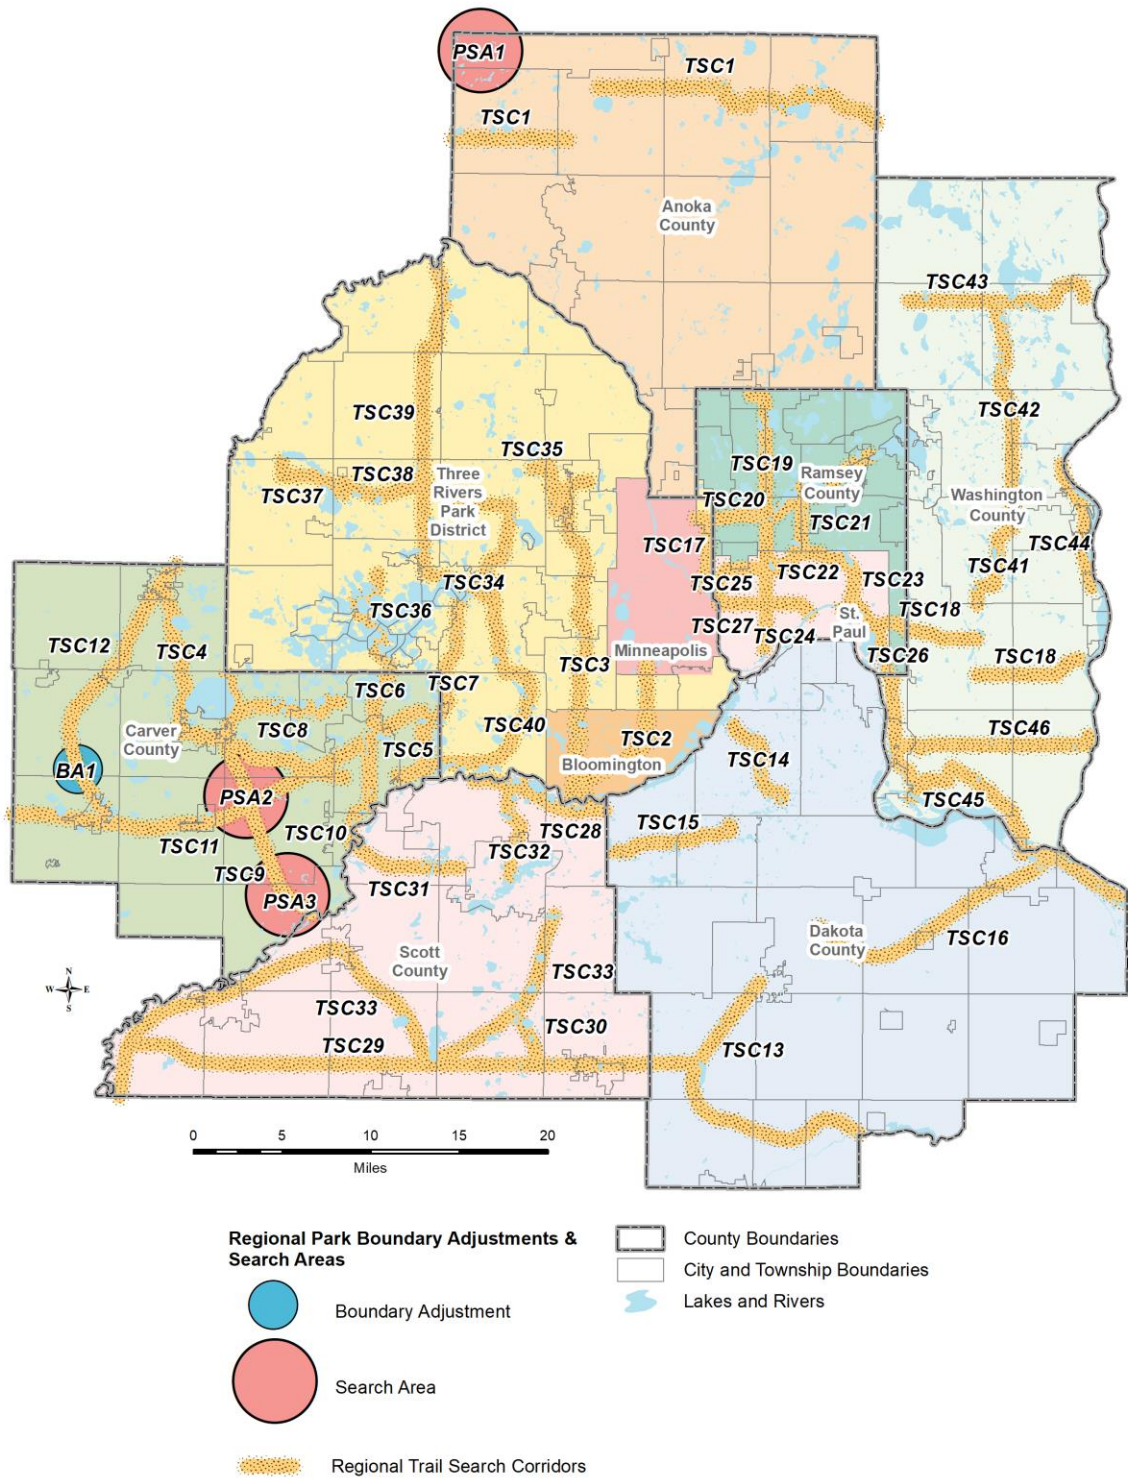 PSA1
TSC1
TSC1
Anoka
County
TSC43
TSC39
TSC42
TSC35
TSC38
TSC37
Three
Rivers
Park
District
TSC19
Ramsey
County
TSC20
TSC21
Washington
County
TSC17
TSC44
TSC41
TSC34
TSC25
TSC22
TSC23
TSC36
TSC18
TSC27
TSC24
St.
Paul
TSC12
TSC4
Minneapolis
TSC26
TSC18
TSC3
TSC6
TSC7
TSC8
TSC40
TSC2
TSC46
Carver
County
TSC5
Bloomington
TSC14
BA1
PSA2
TSC45
TSC15
TSC10
TSC28
TSC11
TSC32
TSC9
TSC31
PSA3
Dakota
County
TSC16
Scott
County
TSC33
N
W
E
S
TSC33
TSC30
TSC29
TSC13
0 5 10 15 20
Miles
Regional Park Boundary Adjustments &
Search Areas
Boundary Adjustment
Search Area
Regional Trail Search Corridors
County Boundaries
City and Township Boundaries
Lakes and Rivers